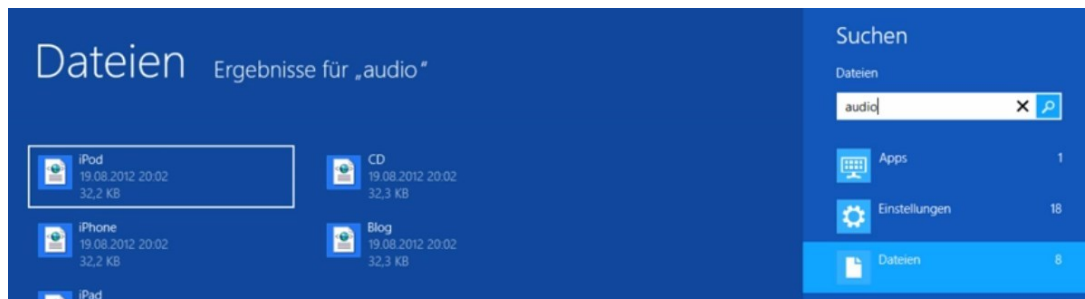 Dateien Ergebnisse für „audio“
iPod
19.08.2012 20:02
32,2 KB
iPhone
19.08.2012 20:02
32,2 KB
iPad
CD
19.08.2012 20:02
32,3 KB
Blog
19.08.2012 20:02
32,3 KB
Suchen
Dateien
audio
Apps 1
Einstellungen 18
Dateien 8